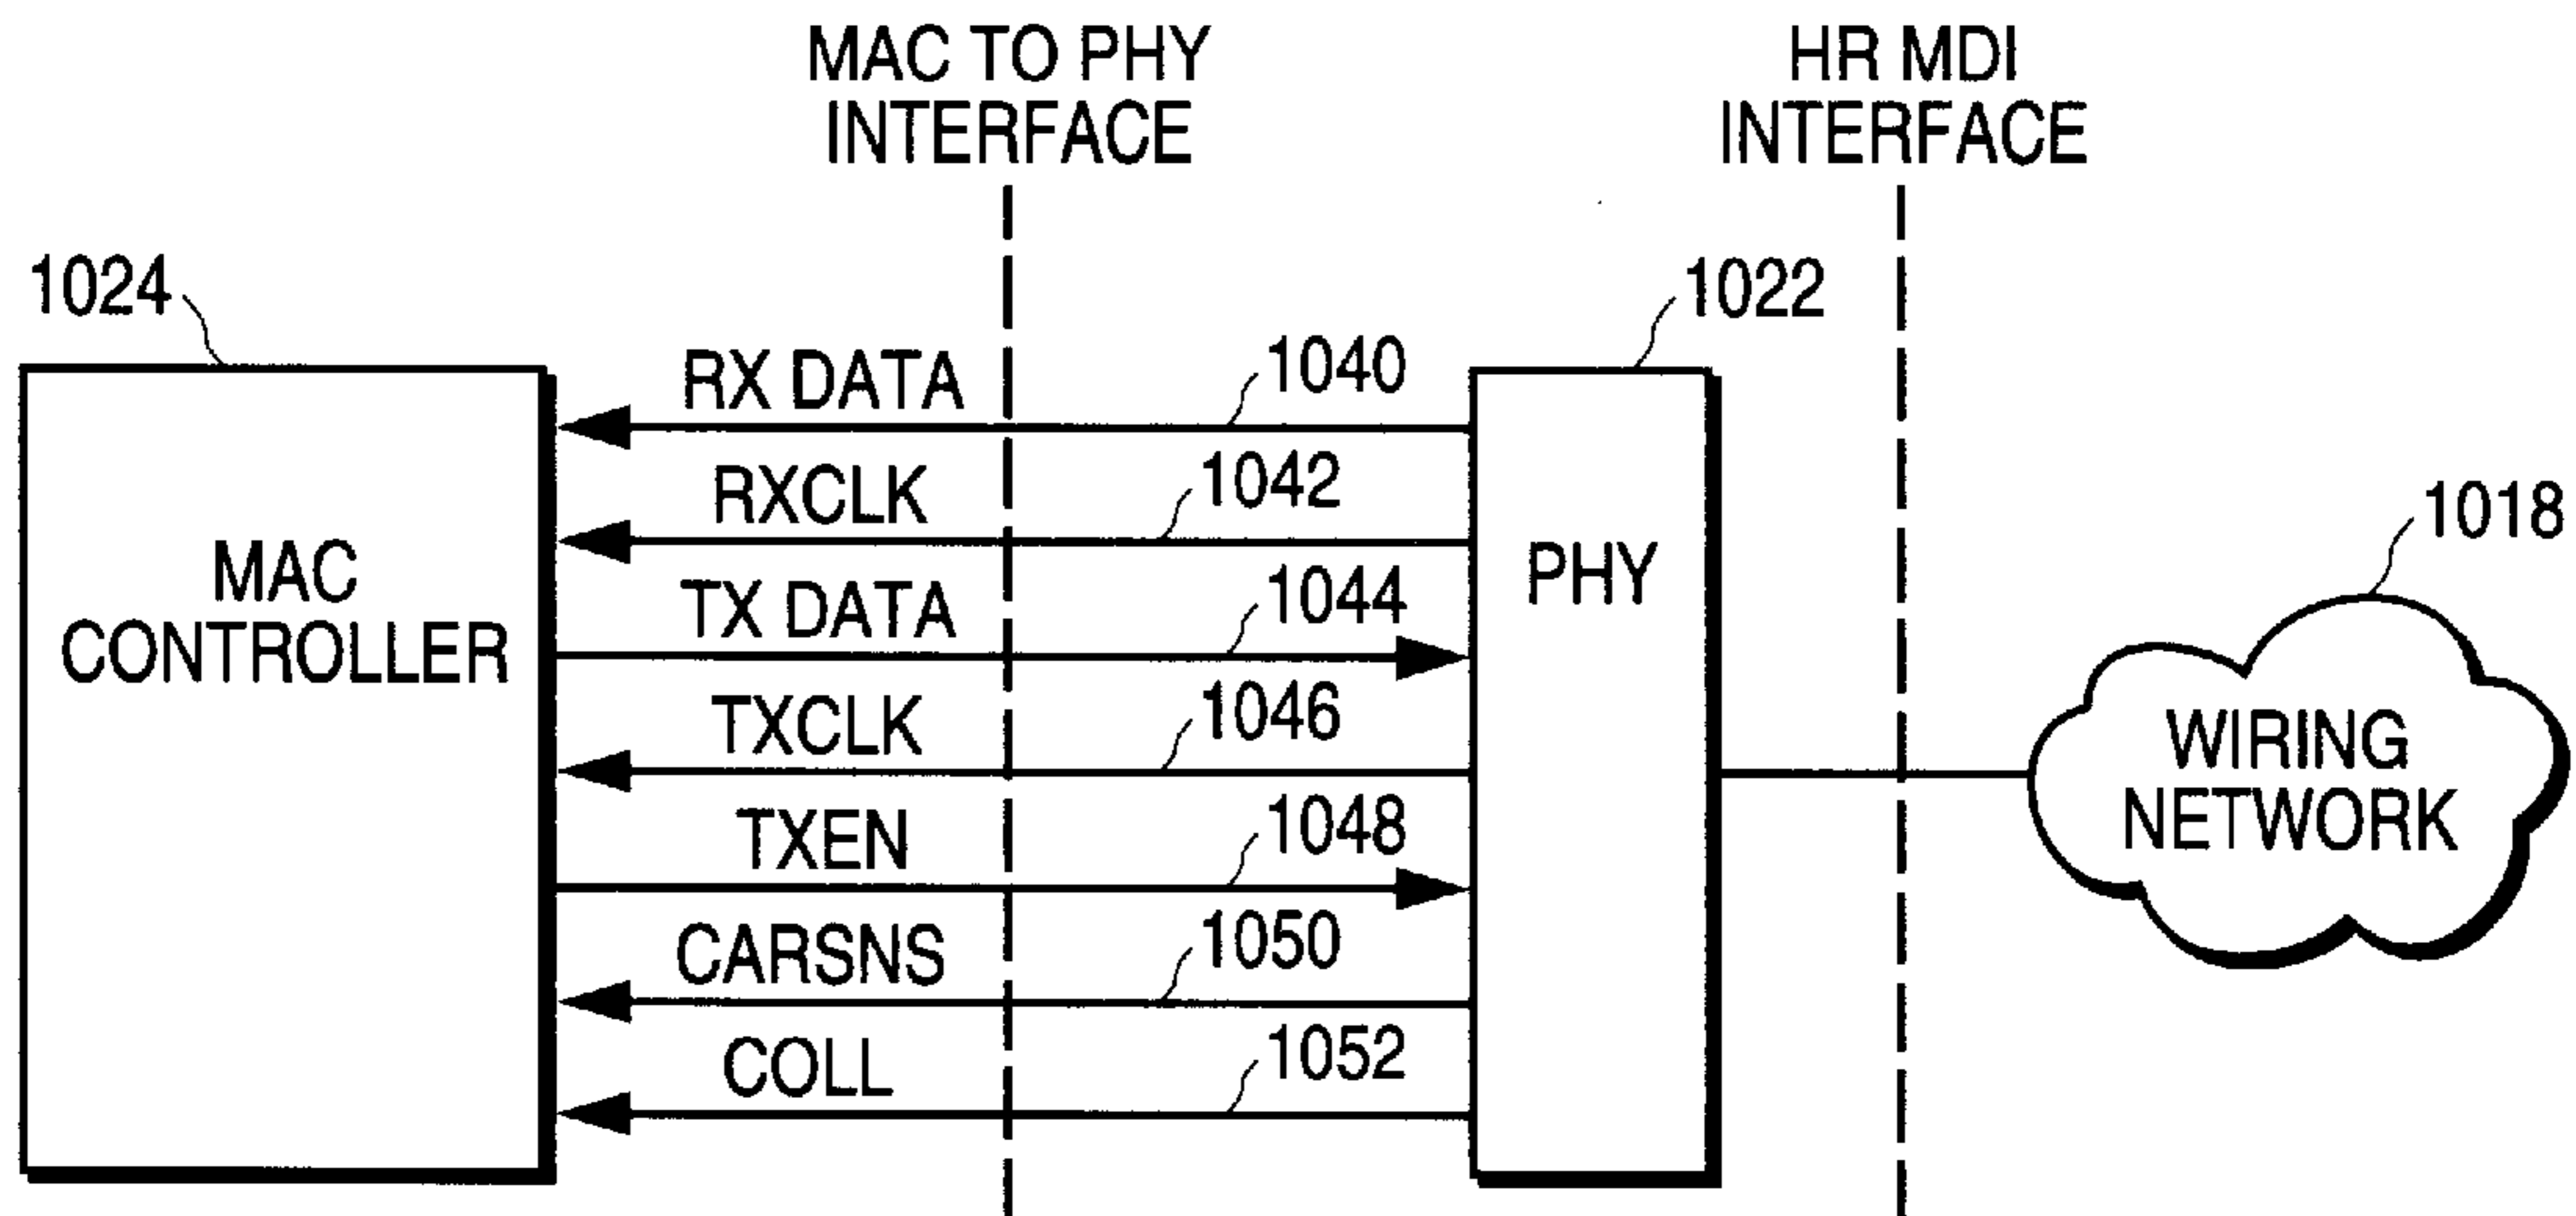 MAC TO PHY
INTERFACE
HR MDI
INTERFACE
1024
1022
RX DATA
1040
RXCLK
1042
1018
MAC
CONTROLLER
PHY
TX DATA
1044
TXCLK
1046
WIRING
NETWORK
TXEN
1048
CARSNS
1050
COLL
1052